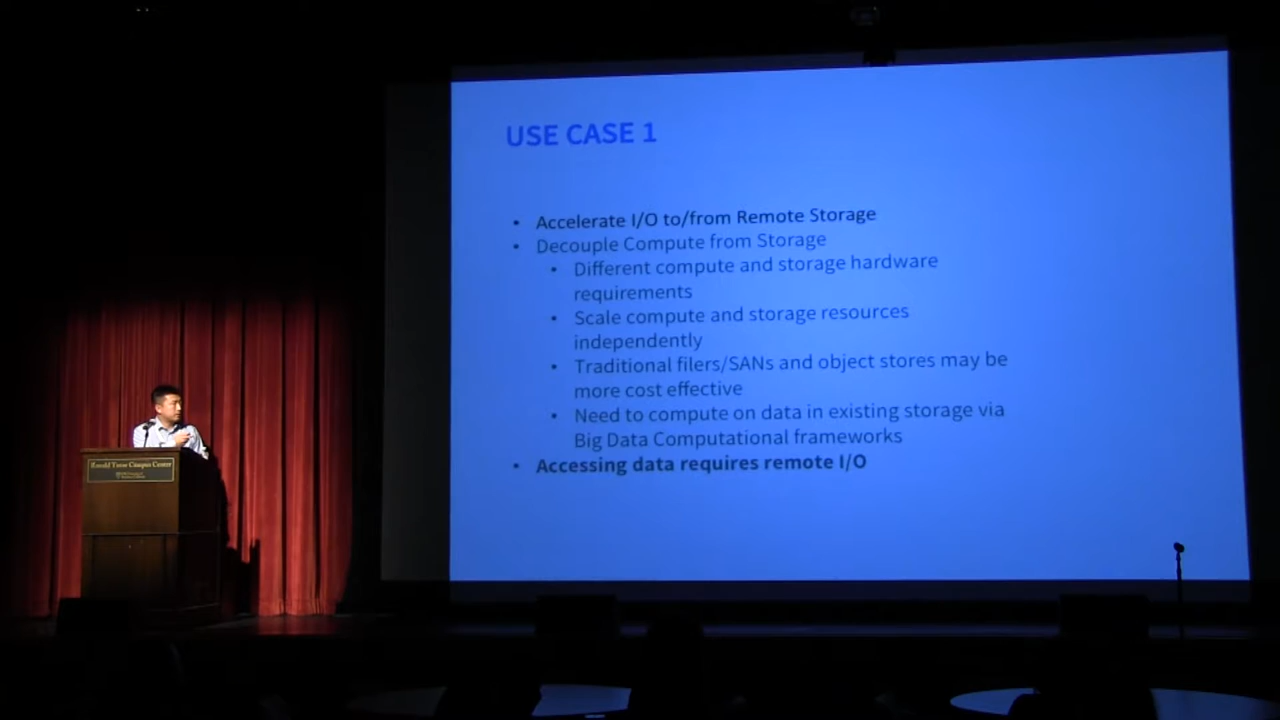 USE CASE 1
• Accelerate I/O to/from Remote Storage
• Decouple Compute from Storage
• Different compute and storage hardware
requirements
• Scale compute and storage resources
independently
• Traditional filers/SANs and object stores may be
more cost effective
• Need to compute on data in existing storage via
Big Data Computational frameworks
• Accessing data requires remote I/O
Campus Center